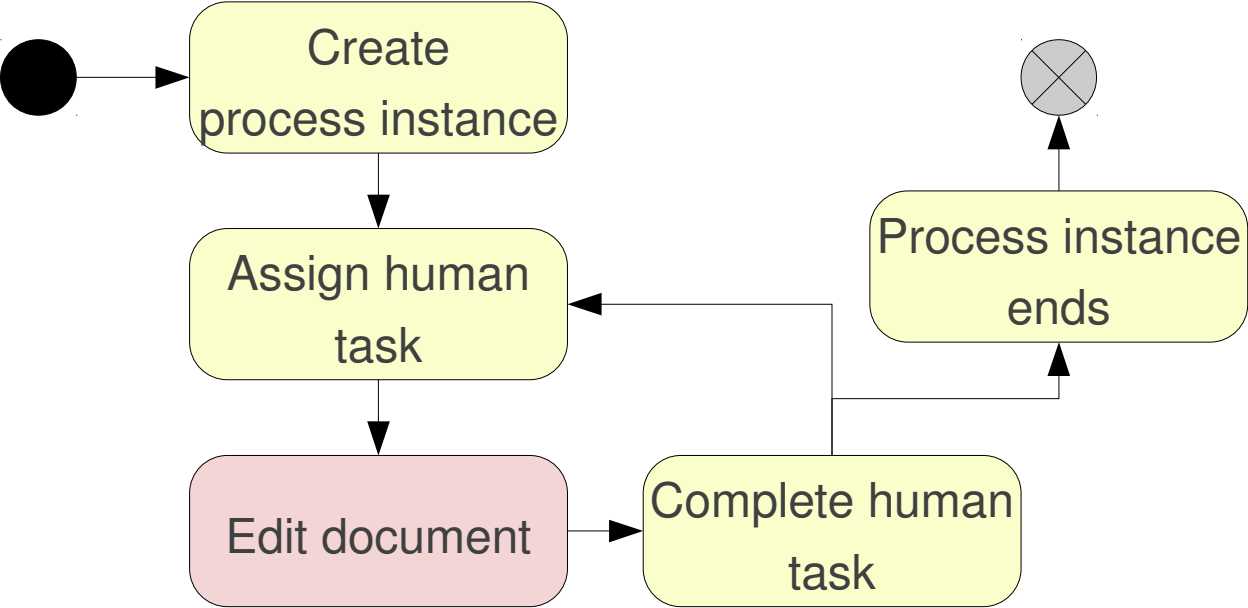 Create
process instance
Assign human
task
Edit document
Complete human
task
Process instance
ends